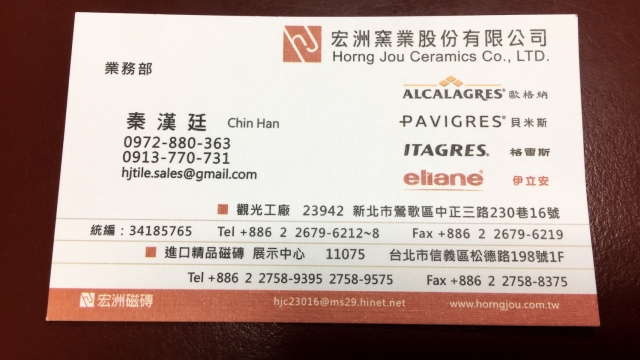 宏洲窯業股份有限公司
Horng Jou Ceramics Co., LTD.
業務部
ALCALAGRES® 歐格納
秦漢廷 Chin Han
PAVIGRES® 貝米斯
0972-880-363
0913-770-731
ITAGRES. 格雷斯
hjtile.sales@gmail.com
eliane® 伊立安
觀光工廠 23942 新北市鶯歌區中正三路230巷16號
統編：34185765 Tel +886 2 2679-6212~8 Fax +886 2 2679-6219
進口精品磁磚 展示中心 11075 台北市信義區松德路198號1F
Tel +886 2 2758-9395 2758-9575 Fax +886 2 2758-8375
宏洲磁磚 hjc23016@ms29.hinet.net www.horngjou.com.tw